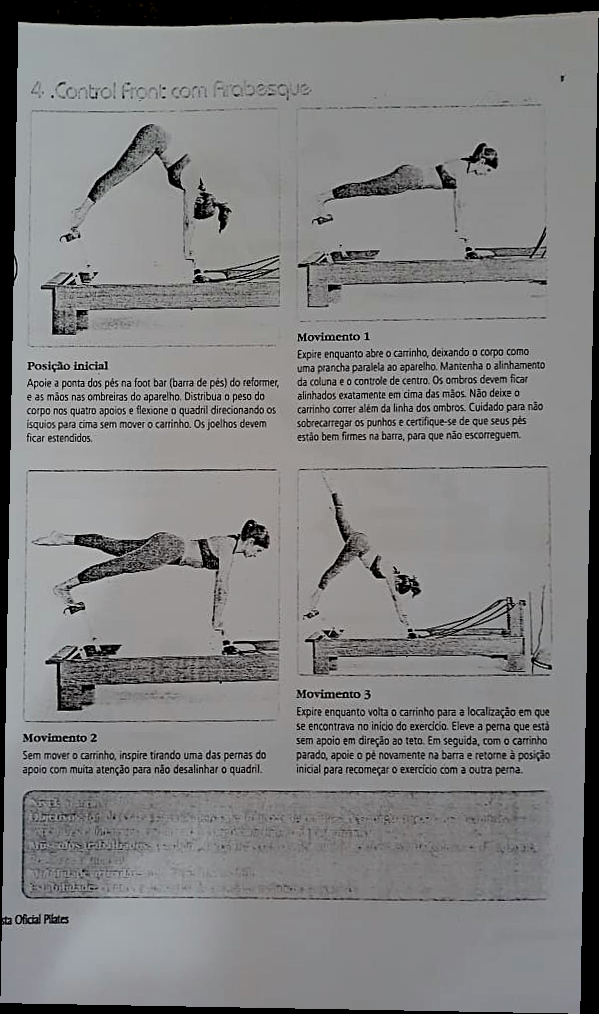 4. Control Front com Arabesque
Posição inicial
Apoie a ponta dos pés na foot bar (barra de pés) do reformer,
e as mãos nas ombreiras do aparelho. Distribua o peso do
corpo nos quatro apoios e flexione o quadril direcionando os
ísquios para cima sem mover o carrinho. Os joelhos devem
ficar estendidos.
Movimento 1
Expire enquanto abre o carrinho, deixando o corpo como
uma prancha paralela ao aparelho. Mantenha o alinhamento
da coluna e o controle de centro. Os ombros devem ficar
alinhados exatamente em cima das mãos. Não deixe o
carrinho correr além da linha dos ombros. Cuidado para não
sobrecarregar os punhos e certifique-se de que seus pés
estão bem firmes na barra, para que não escorreguem.
Movimento 2
Sem mover o carrinho, inspire tirando uma das pernas do
apoio com muita atenção para não desalinhar o quadril.
Movimento 3
Expire enquanto volta o carrinho para a localização em que
se encontrava no início do exercício. Eleve a perna que está
sem apoio em direção ao teto. Em seguida, com o carrinho
parado, apoie o pé novamente na barra e retorne à posição
inicial para recomeçar o exercício com a outra perna.
Músculos trabalhados:
sta Oficial Pilates